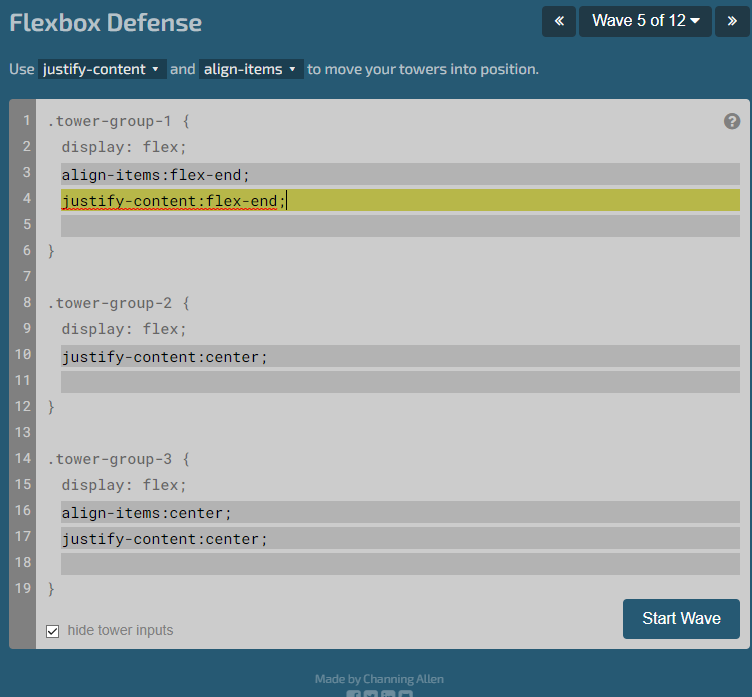 Flexbox Defense
« Wave 5 of 12 »
Use justify-content and align-items to move your towers into position.
1 .tower-group-1 {
2 display: flex;
3 align-items:flex-end;
4 justify-content:flex-end;
5
6 }
7
8 .tower-group-2 {
9 display: flex;
10 justify-content:center;
11
12 }
13
14 .tower-group-3 {
15 display: flex;
16 align-items:center;
17 justify-content:center;
18
19 }
?
hide tower inputs
Start Wave
Made by Channing Allen